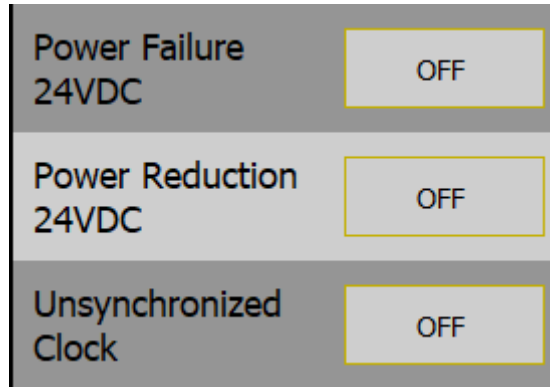 Power Failure
24VDC
OFF
Power Reduction
24VDC
OFF
Unsynchronized
Clock
OFF